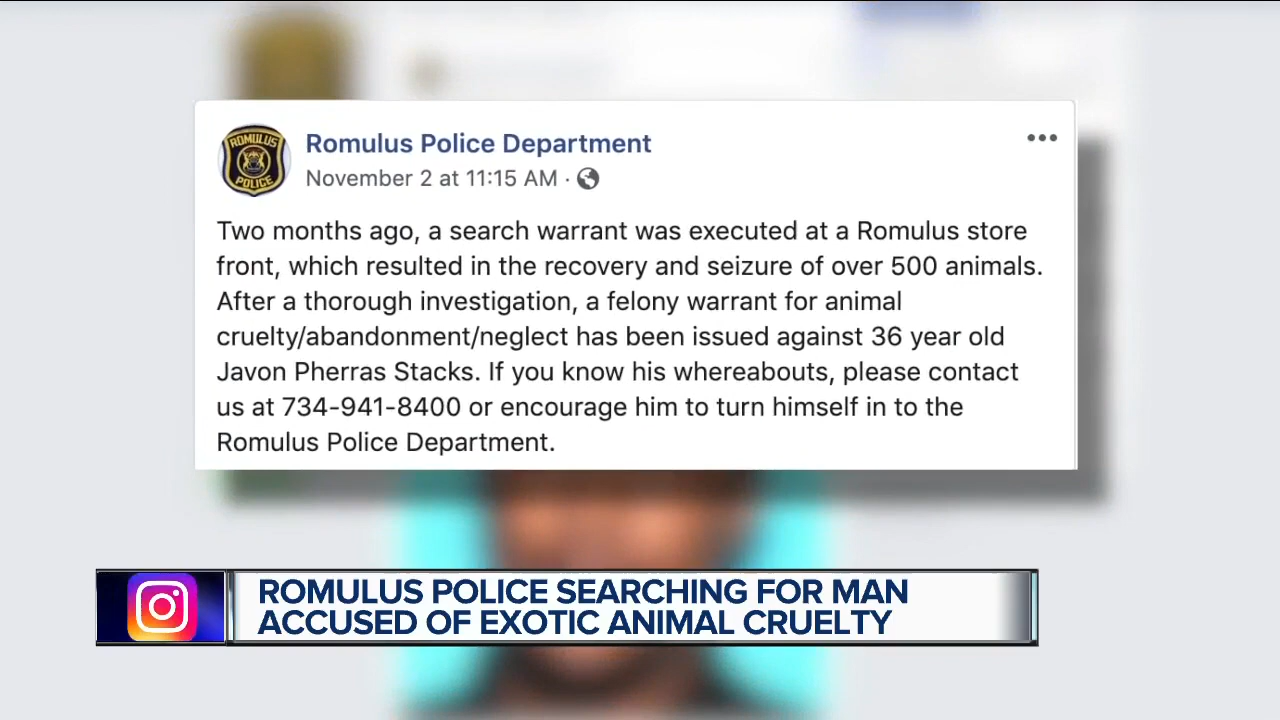 ROMULUS
POLICE
Romulus Police Department
November 2 at 11:15 AM ·
Two months ago, a search warrant was executed at a Romulus store
front, which resulted in the recovery and seizure of over 500 animals.
After a thorough investigation, a felony warrant for animal
cruelty/abandonment/neglect has been issued against 36 year old
Javon Pherras Stacks. If you know his whereabouts, please contact
us at 734-941-8400 or encourage him to turn himself in to the
Romulus Police Department.
ROMULUS POLICE SEARCHING FOR MAN
ACCUSED OF EXOTIC ANIMAL CRUELTY